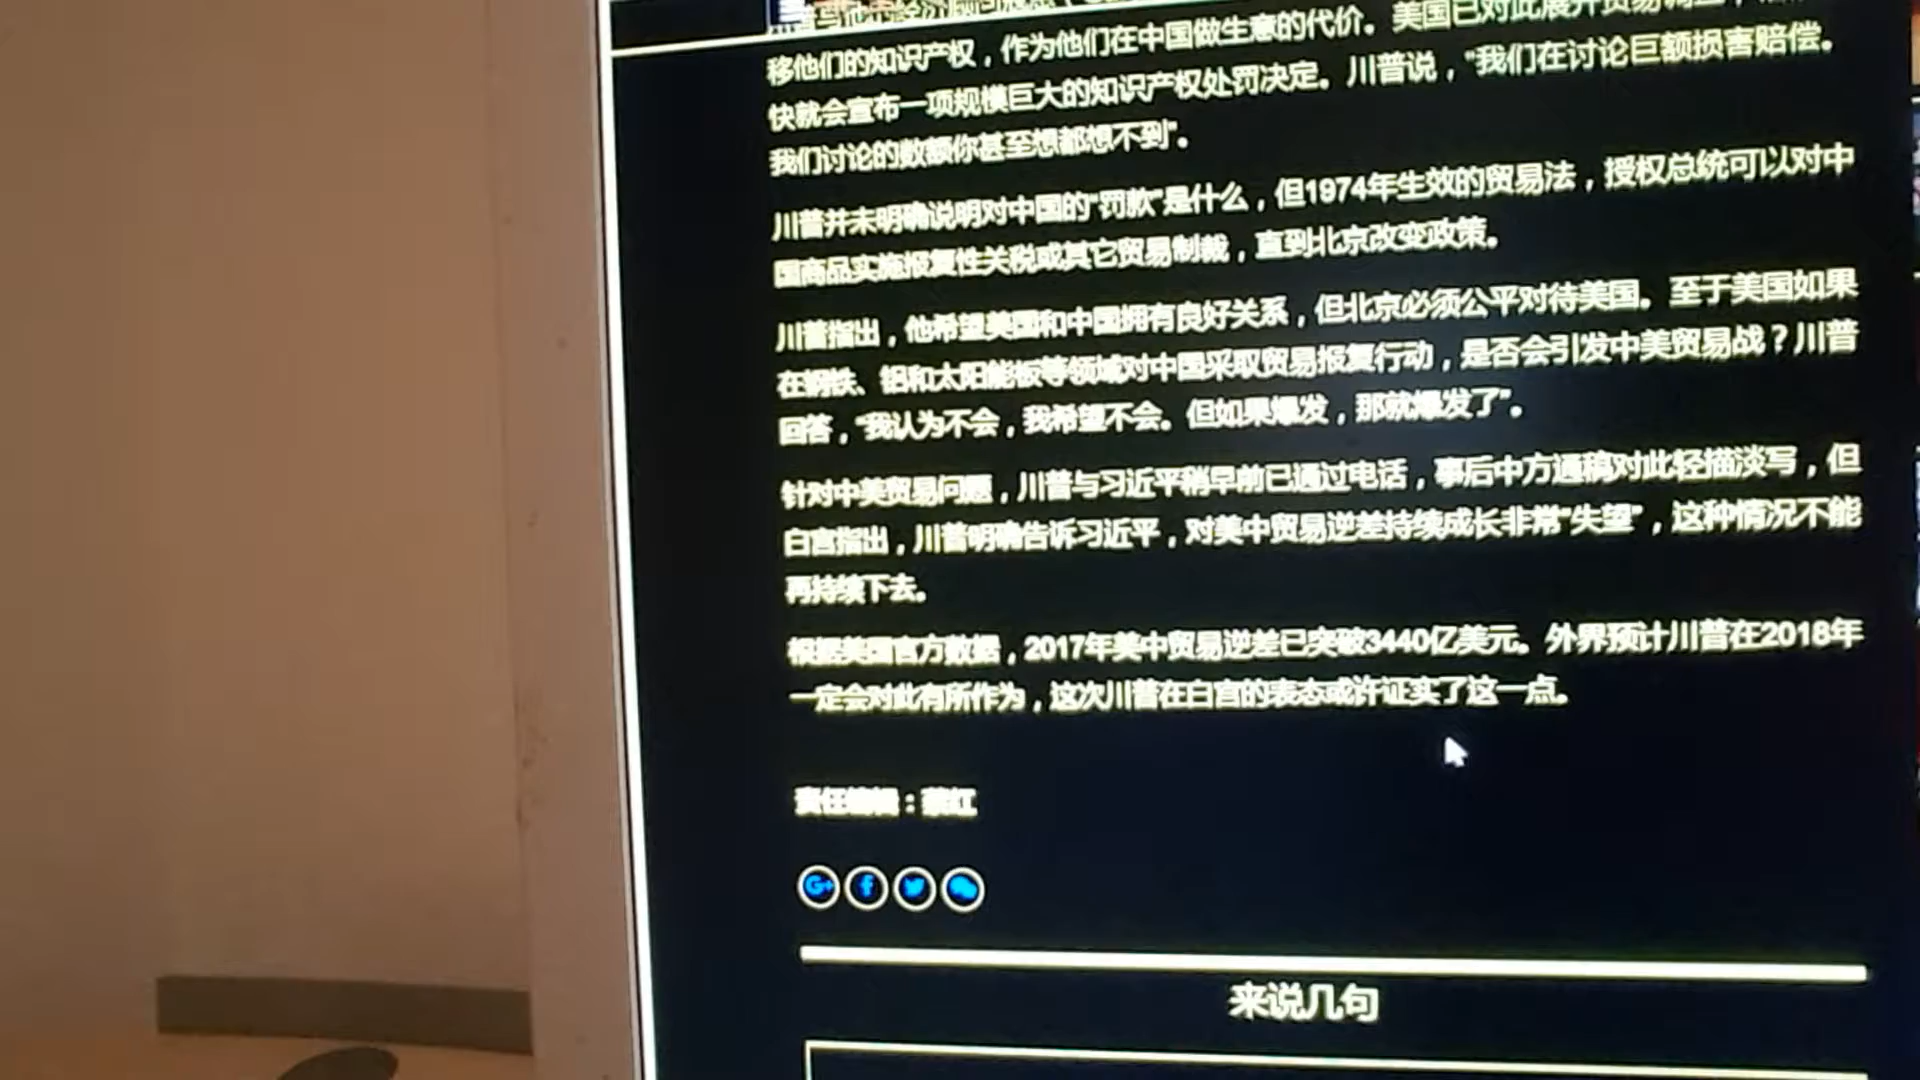 移他们的知识产权，作为他们在中国做生意的代价。美国已对此展开贸易调查，
快就会宣布一项规模巨大的知识产权处罚决定。川普说，"我们在讨论巨额损害赔偿。
我们讨论的数额你甚至想都想不到"。
川普并未明确说明对中国的"罚款"是什么，但1974年生效的贸易法，授权总统可以对中
国商品实施报复性关税或其它贸易制裁，直到北京改变政策。
川普指出，他希望美国和中国拥有良好关系，但北京必须公平对待美国。至于美国如果
在钢铁、铝和太阳能板等领域对中国采取贸易报复行动，是否会引发中美贸易战？川普
回答，"我认为不会，我希望不会。但如果爆发，那就爆发了"。
针对中美贸易问题，川普与习近平稍早前已通过电话，事后中方通稿对此轻描淡写，但
白宫指出，川普明确告诉习近平，对美中贸易逆差持续成长非常"失望"，这种情况不能
再持续下去。
根据美国官方数据，2017年美中贸易逆差已突破3440亿美元。外界预计川普在2018年
一定会对此有所作为，这次川普在白宫的表态或许证实了这一点。
责任编辑：
G+ f
来说几句